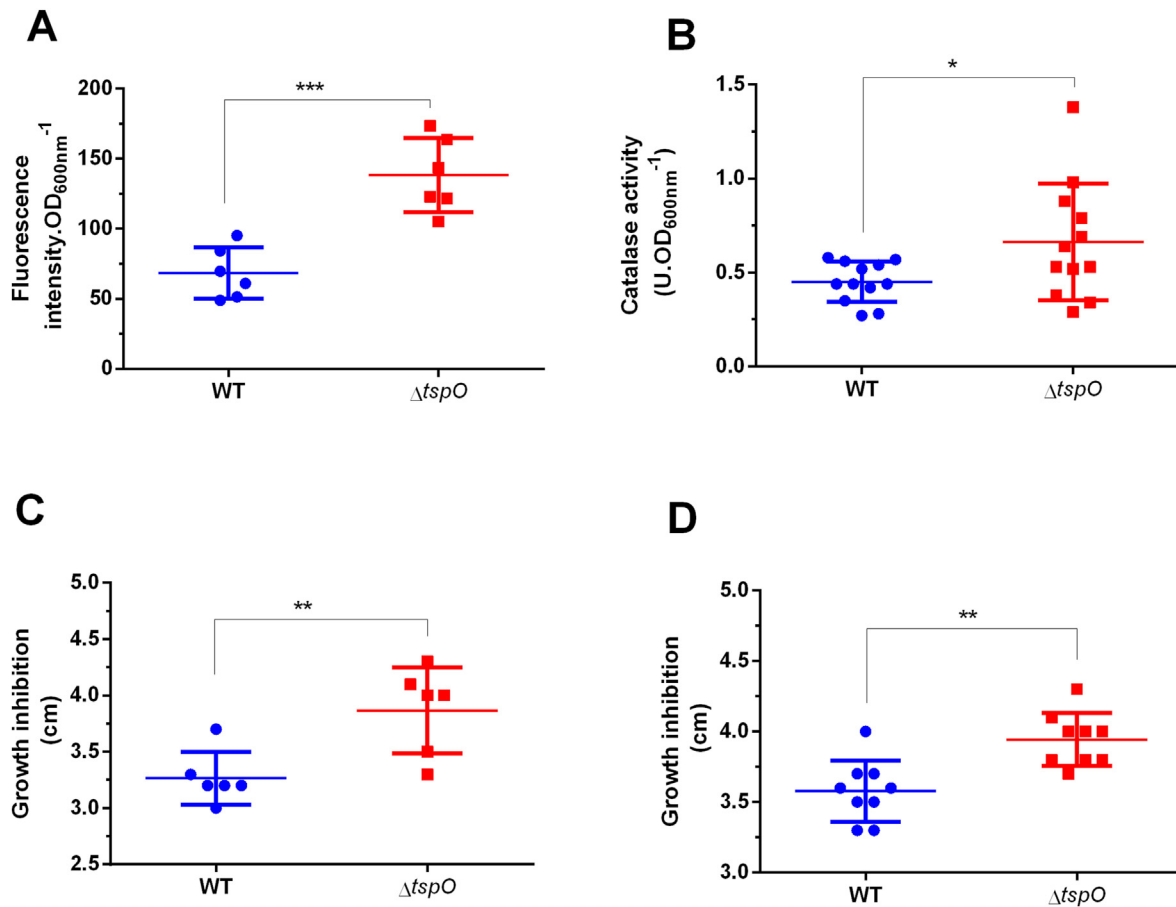 A
Fluorescence
intensity.OD600nm-1
200
150
100
50
0
***
WT
ΔtspO
B
Catalase activity
(U.OD600nm-1)
1.5
1.0
0.5
0.0
*
WT
ΔtspO
C
Growth inhibition
(cm)
5.0
4.5
4.0
3.5
3.0
2.5
**
WT
ΔtspO
D
Growth inhibition
(cm)
5.0
4.5
4.0
3.5
3.0
**
WT
ΔtspO